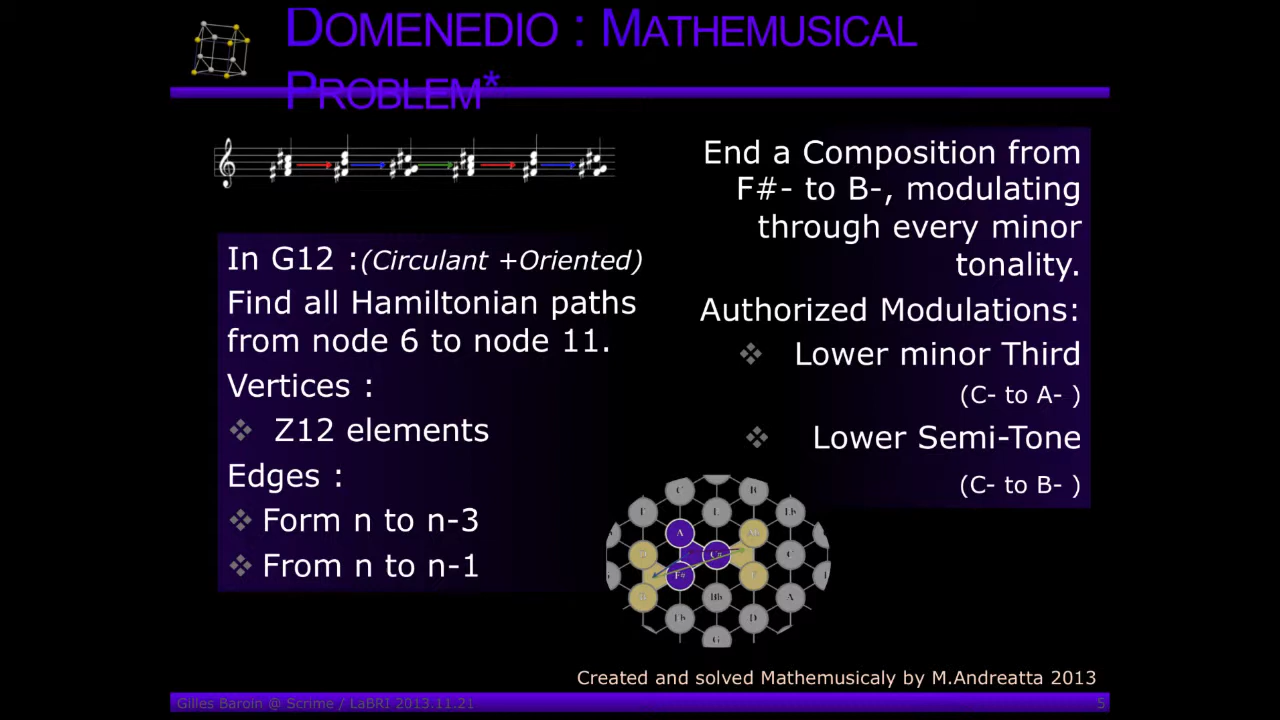 DOMENEDIO : MATHEMUSICAL
PROBLEM*
In G12 :(Circulant +Oriented)
Find all Hamiltonian paths
from node 6 to node 11.
Vertices :
❖ Z12 elements
Edges :
❖ Form n to n-3
❖ From n to n-1
End a Composition from
F#- to B-, modulating
through every minor
tonality.
Authorized Modulations:
❖ Lower minor Third
(C- to A- )
❖ Lower Semi-Tone
(C- to B- )
A
C#
F#
Bb
A
D
G
Created and solved Mathemusicaly by M.Andreatta 2013
Gilles Baroin @ Scrime / LaBRI 2013.11.21
5